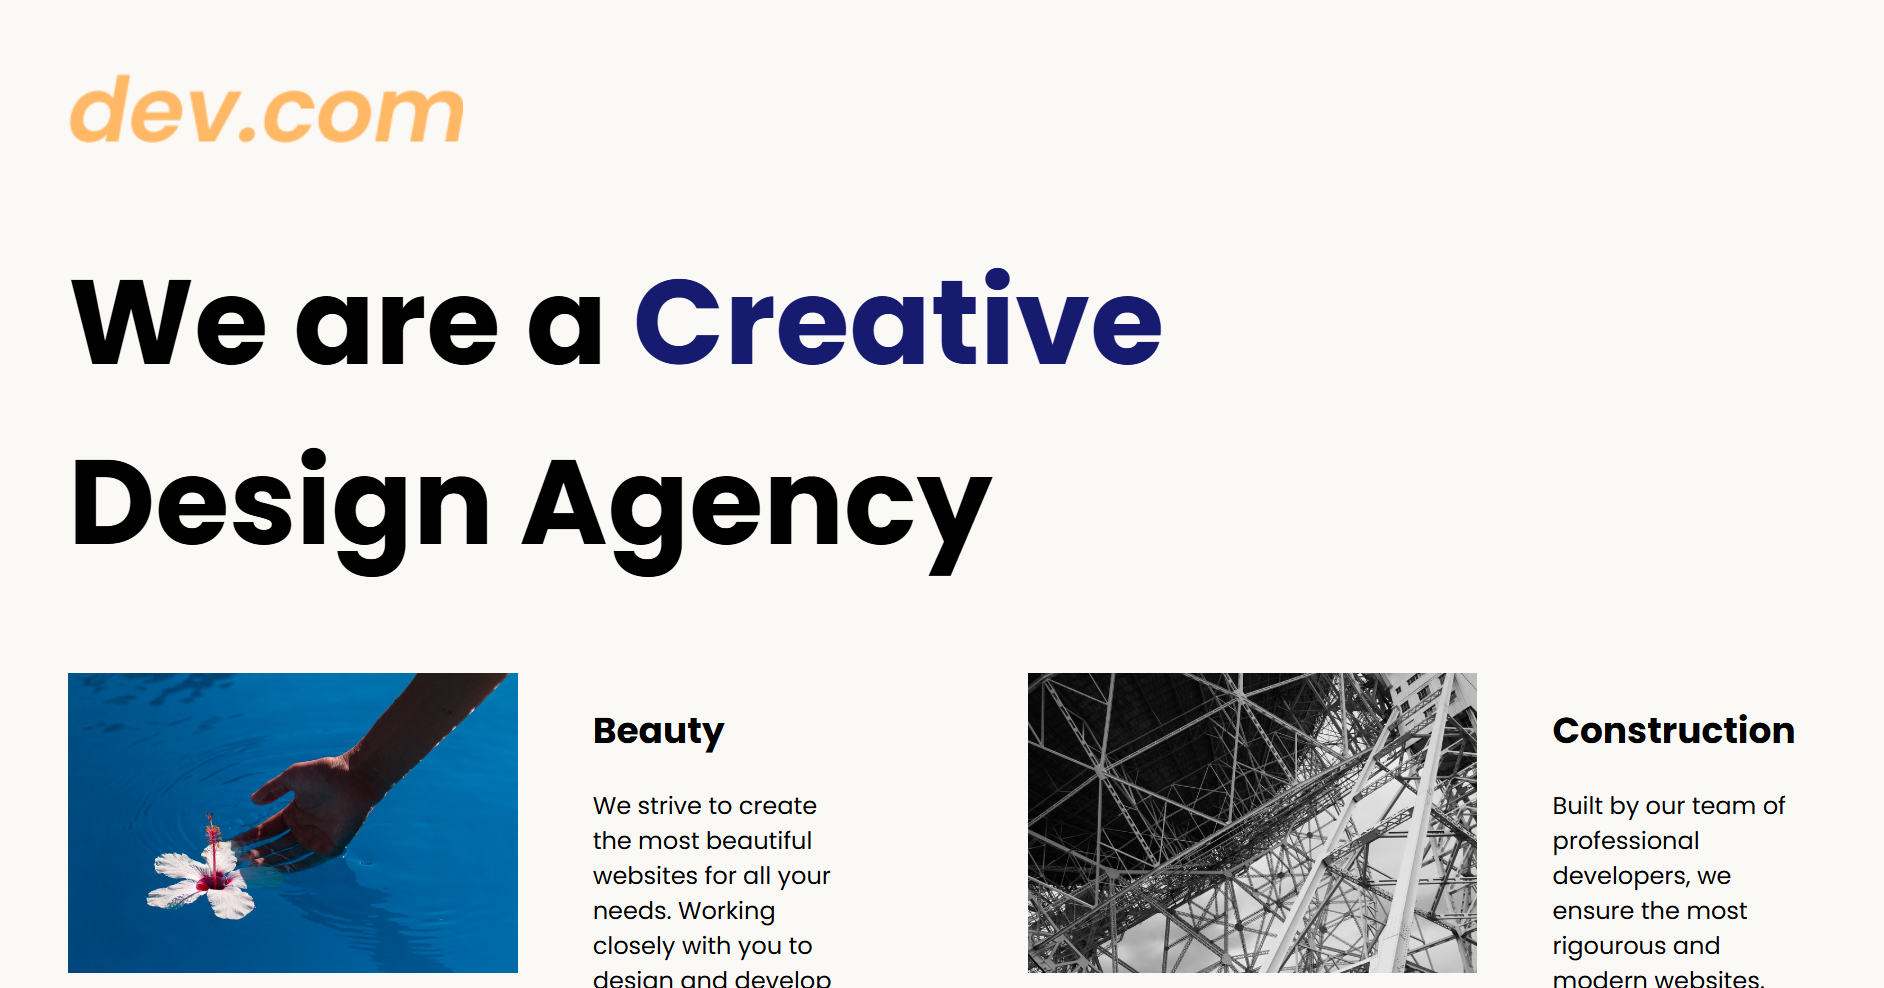 dev.com
We are a Creative
Design Agency
Beauty
We strive to create
the most beautiful
websites for all your
needs. Working
closely with you to
design and develop
Construction
Built by our team of
professional
developers, we
ensure the most
rigourous and
modern websites.